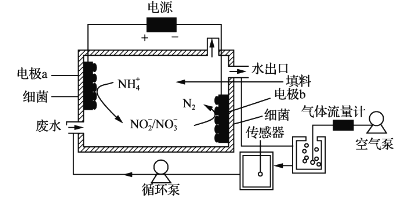 电源
+ −
电极a
细菌
废水
NH₄⁺
NO₂⁻/NO₃⁻
N₂
水出口
填料
电极b
细菌
传感器
气体流量计
空气泵
循环泵